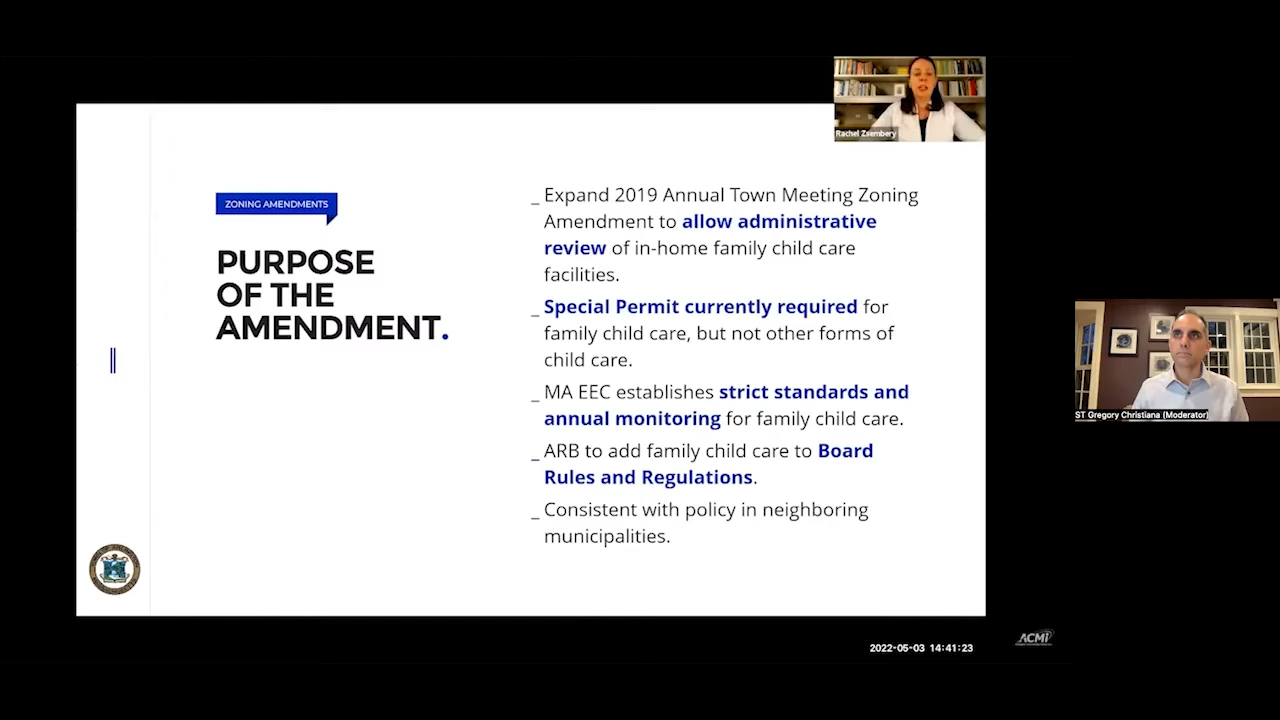 Rachel Zsembery
ZONING AMENDMENTS
PURPOSE
OF THE
AMENDMENT.
_ Expand 2019 Annual Town Meeting Zoning
Amendment to allow administrative
review of in-home family child care
facilities.
_ Special Permit currently required for
family child care, but not other forms of
child care.
_ MA EEC establishes strict standards and
annual monitoring for family child care.
_ ARB to add family child care to Board
Rules and Regulations.
_ Consistent with policy in neighboring
municipalities.
ST Gregory Christiana (Moderator)
2022-05-03 14:41:23
ACMi